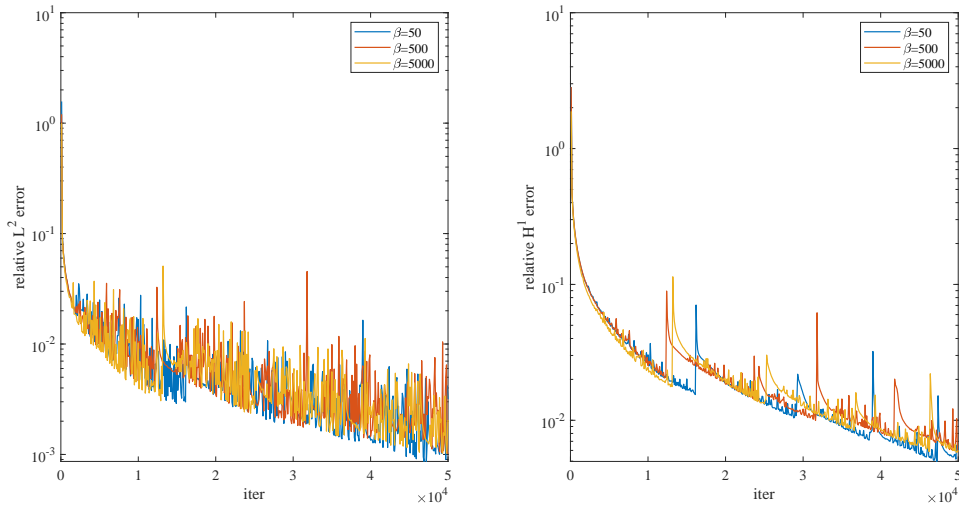 10^1
10^0
10^-1
10^-2
10^-3
relative L^2 error
0 1 2 3 4 5
iter
×10^4
β=50
β=500
β=5000
10^1
10^0
10^-1
10^-2
relative H^1 error
0 1 2 3 4 5
iter
×10^4
β=50
β=500
β=5000